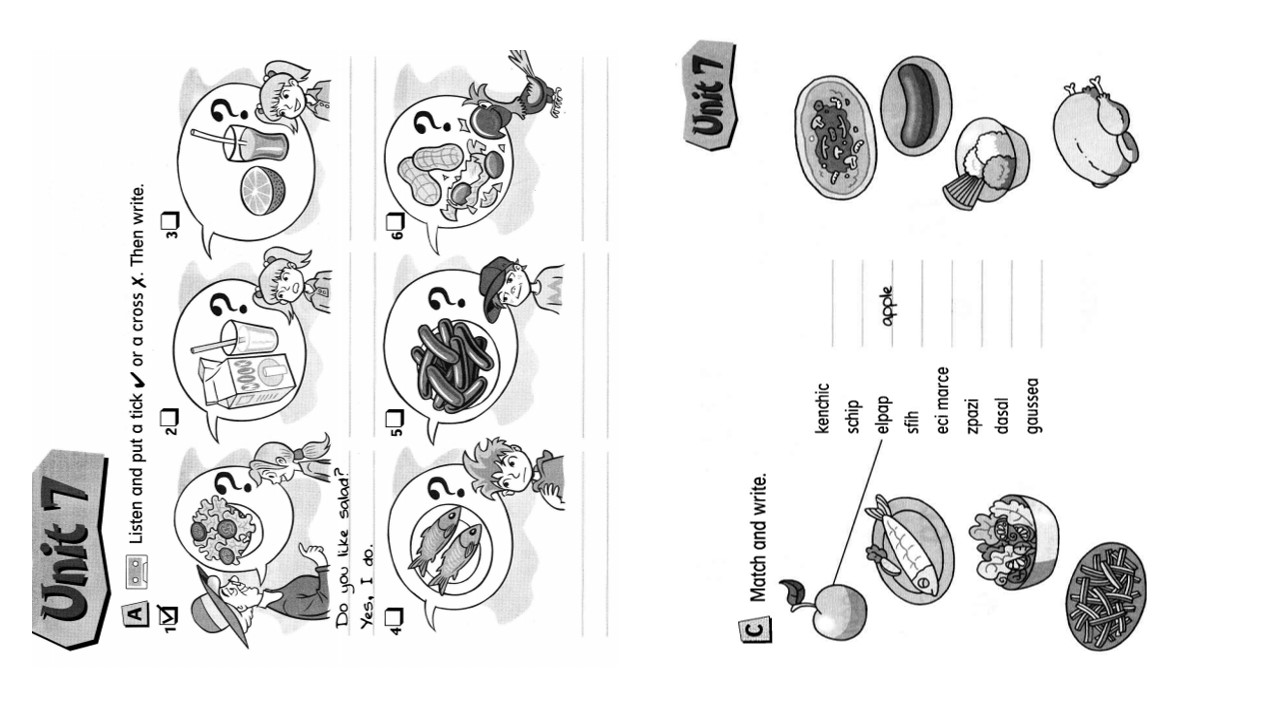 Unit 7
A Listen and put a tick ✓ or a cross ✗. Then write.
1 ☑
2 ☐
3 ☐
?
?
?
Do you like salad?
Yes, I do.
4 ☐
5 ☐
6 ☐
?
?
?
Unit 7
C Match and write.
kenchic
schip
elpap apple
sfih
eci marce
zpazi
dasal
gaussea